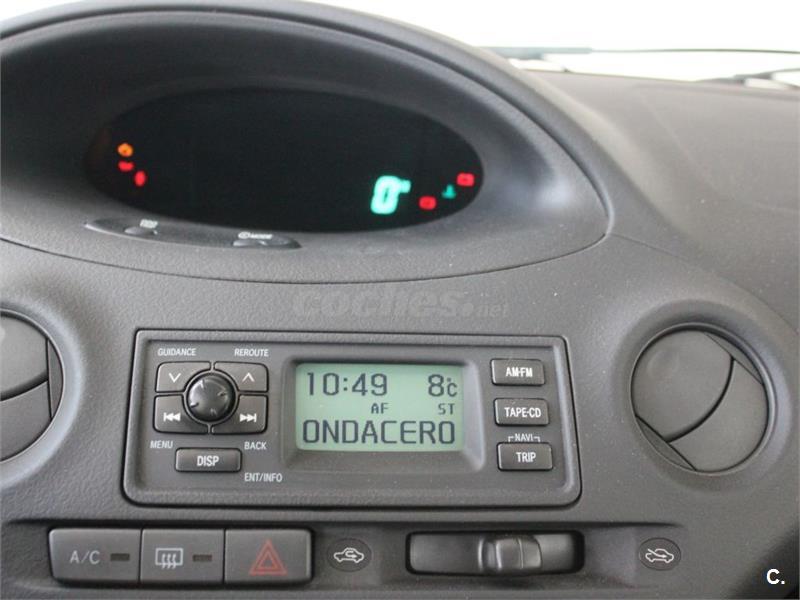 0
coches.net
GUIDANCE REROUTE
10:49 8°C
AF ST
ONDACERO
AM·FM
TAPE·CD
NAVI
TRIP
MENU BACK
DISP
ENT/INFO
A/C
C.